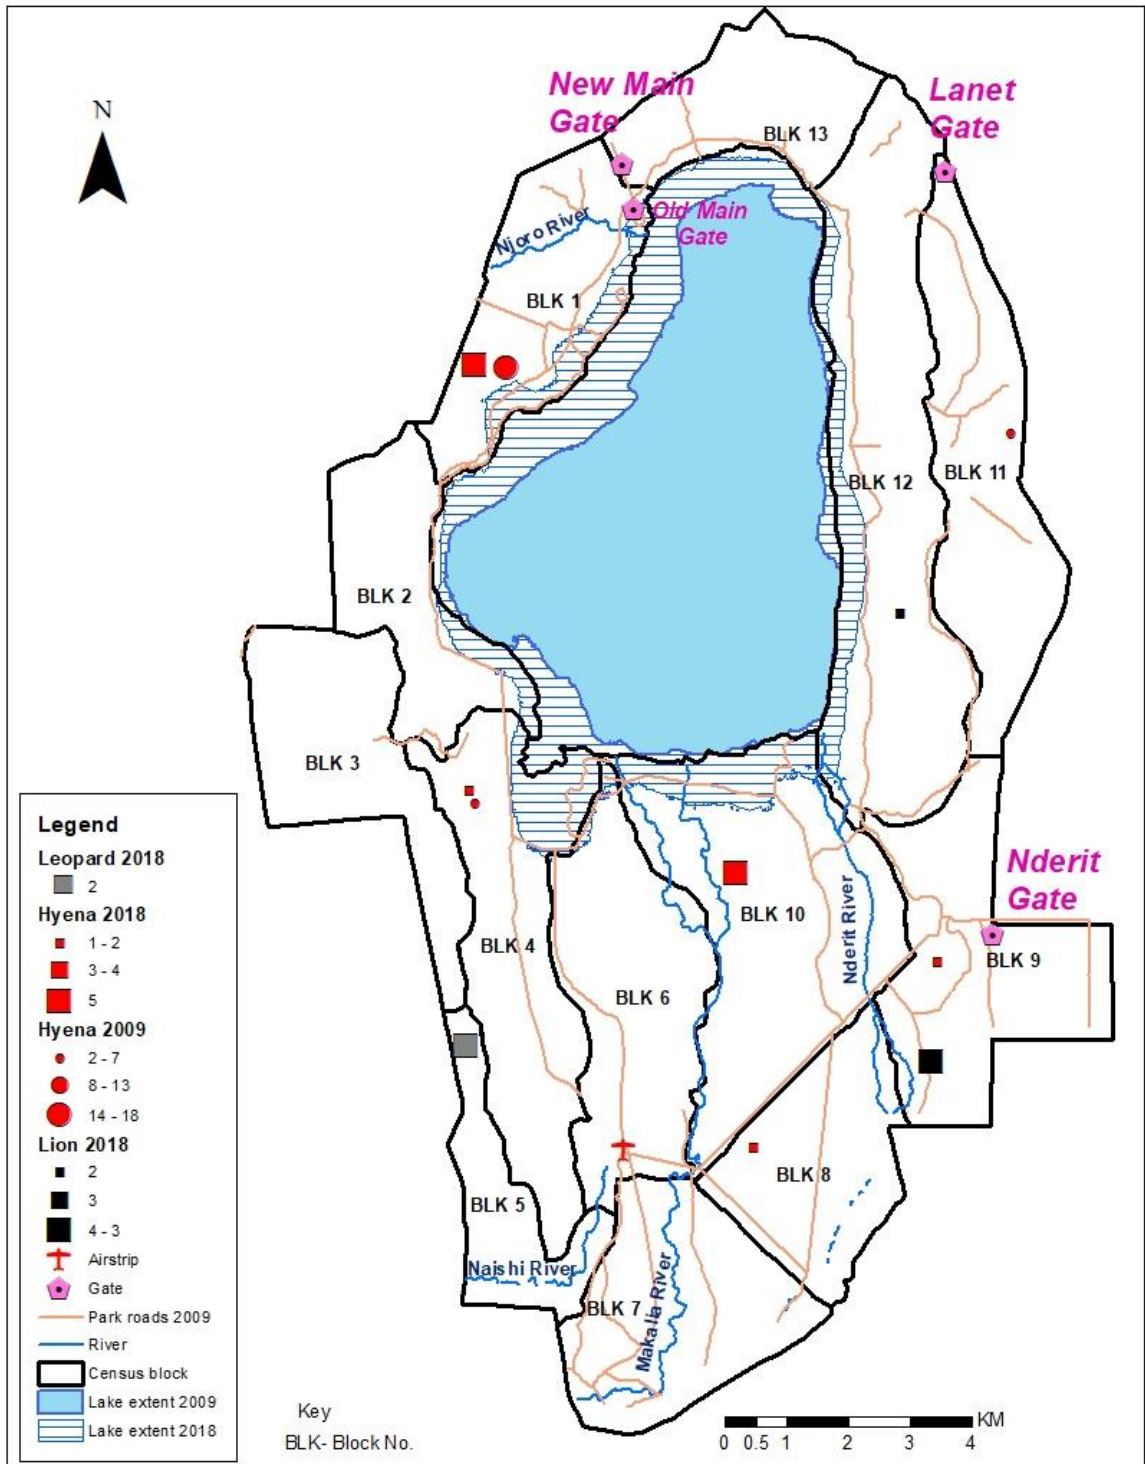 N
New Main
Gate
Lanet
Gate
BLK 13
Old Main
Gate
Njoro River
BLK 1
BLK 12
BLK 11
BLK 2
BLK 3
Nderit
Gate
BLK 4
BLK 10
Nderit River
BLK 9
BLK 6
BLK 8
BLK 5
Naishi River
BLK 7
Makalia River
Legend
Leopard 2018
2
Hyena 2018
1 - 2
3 - 4
5
Hyena 2009
2 - 7
8 - 13
14 - 18
Lion 2018
2
3
4 - 3
Airstrip
Gate
Park roads 2009
River
Census block
Lake extent 2009
Lake extent 2018
Key
BLK- Block No.
KM
0 0.5 1 2 3 4